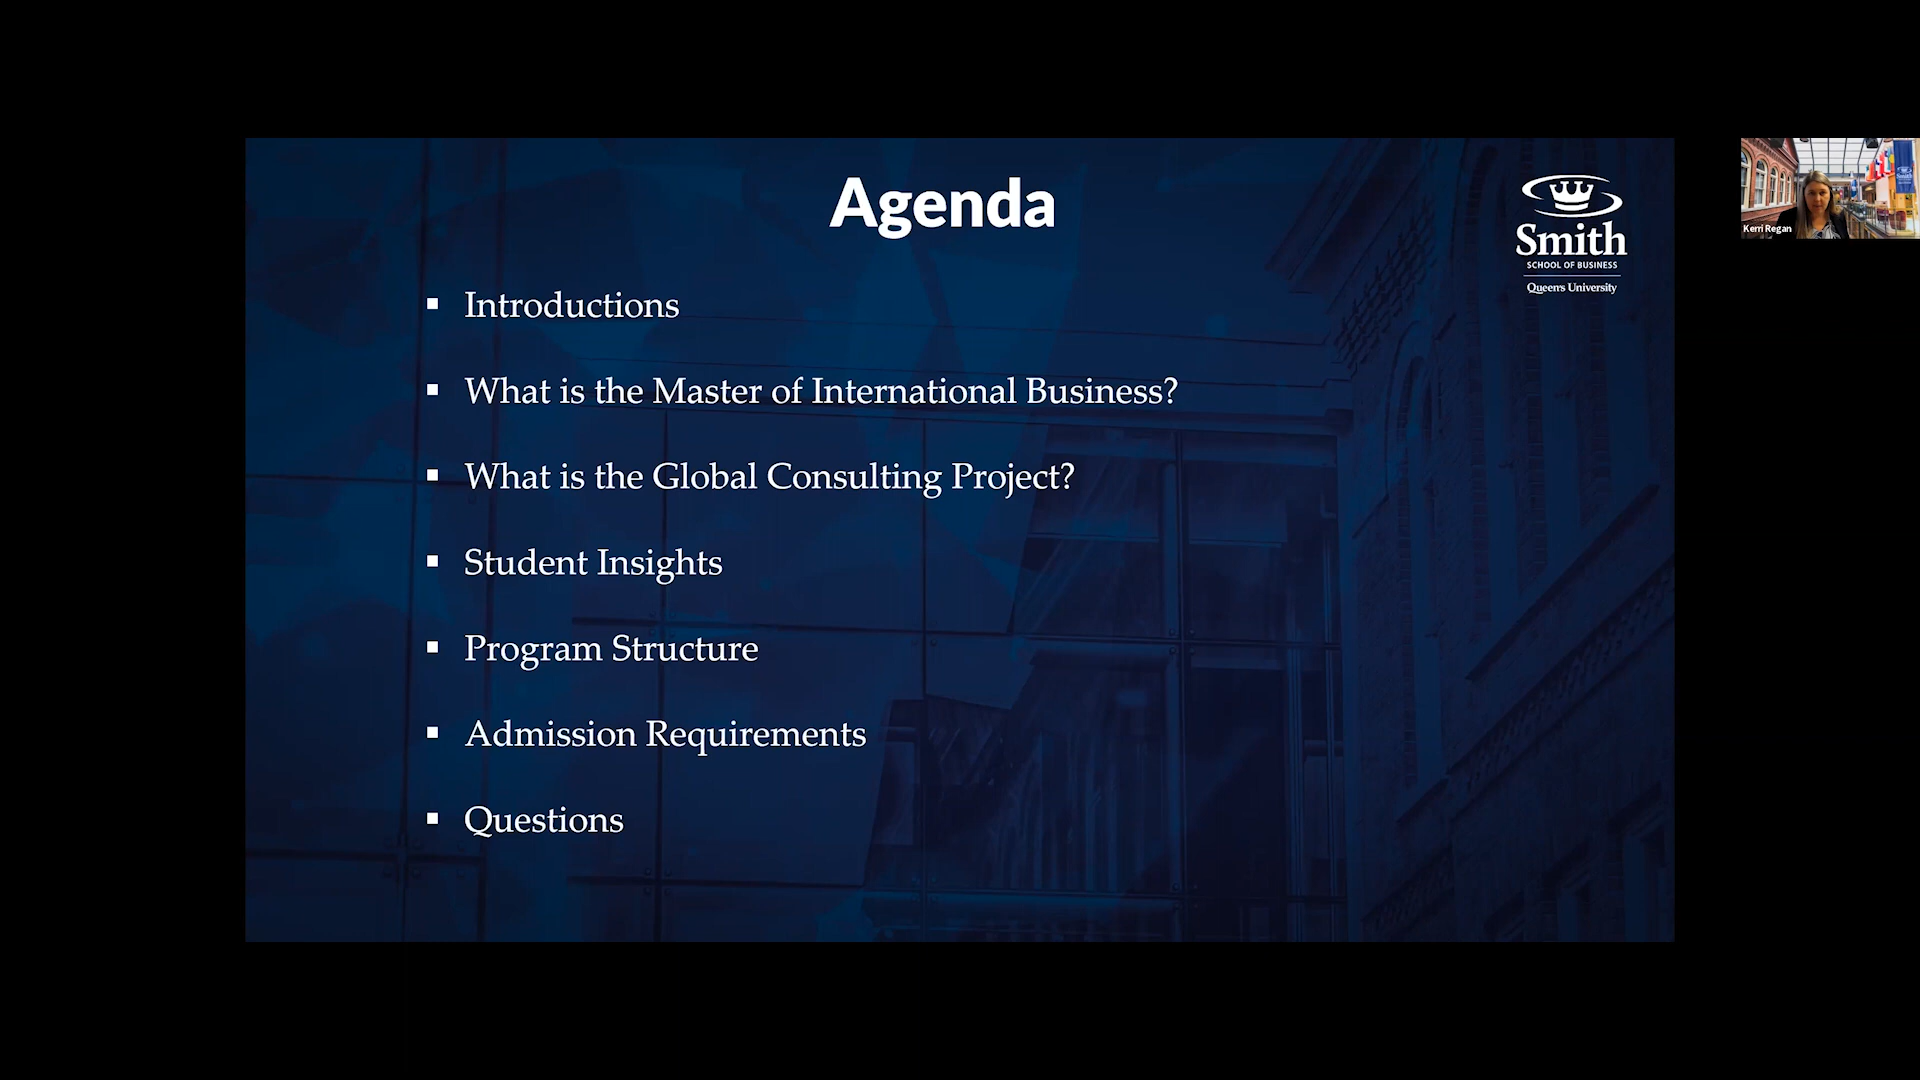 Agenda
Smith
SCHOOL OF BUSINESS
Queen's University
Kerri Regan
Smith
▪ Introductions
▪ What is the Master of International Business?
▪ What is the Global Consulting Project?
▪ Student Insights
▪ Program Structure
▪ Admission Requirements
▪ Questions